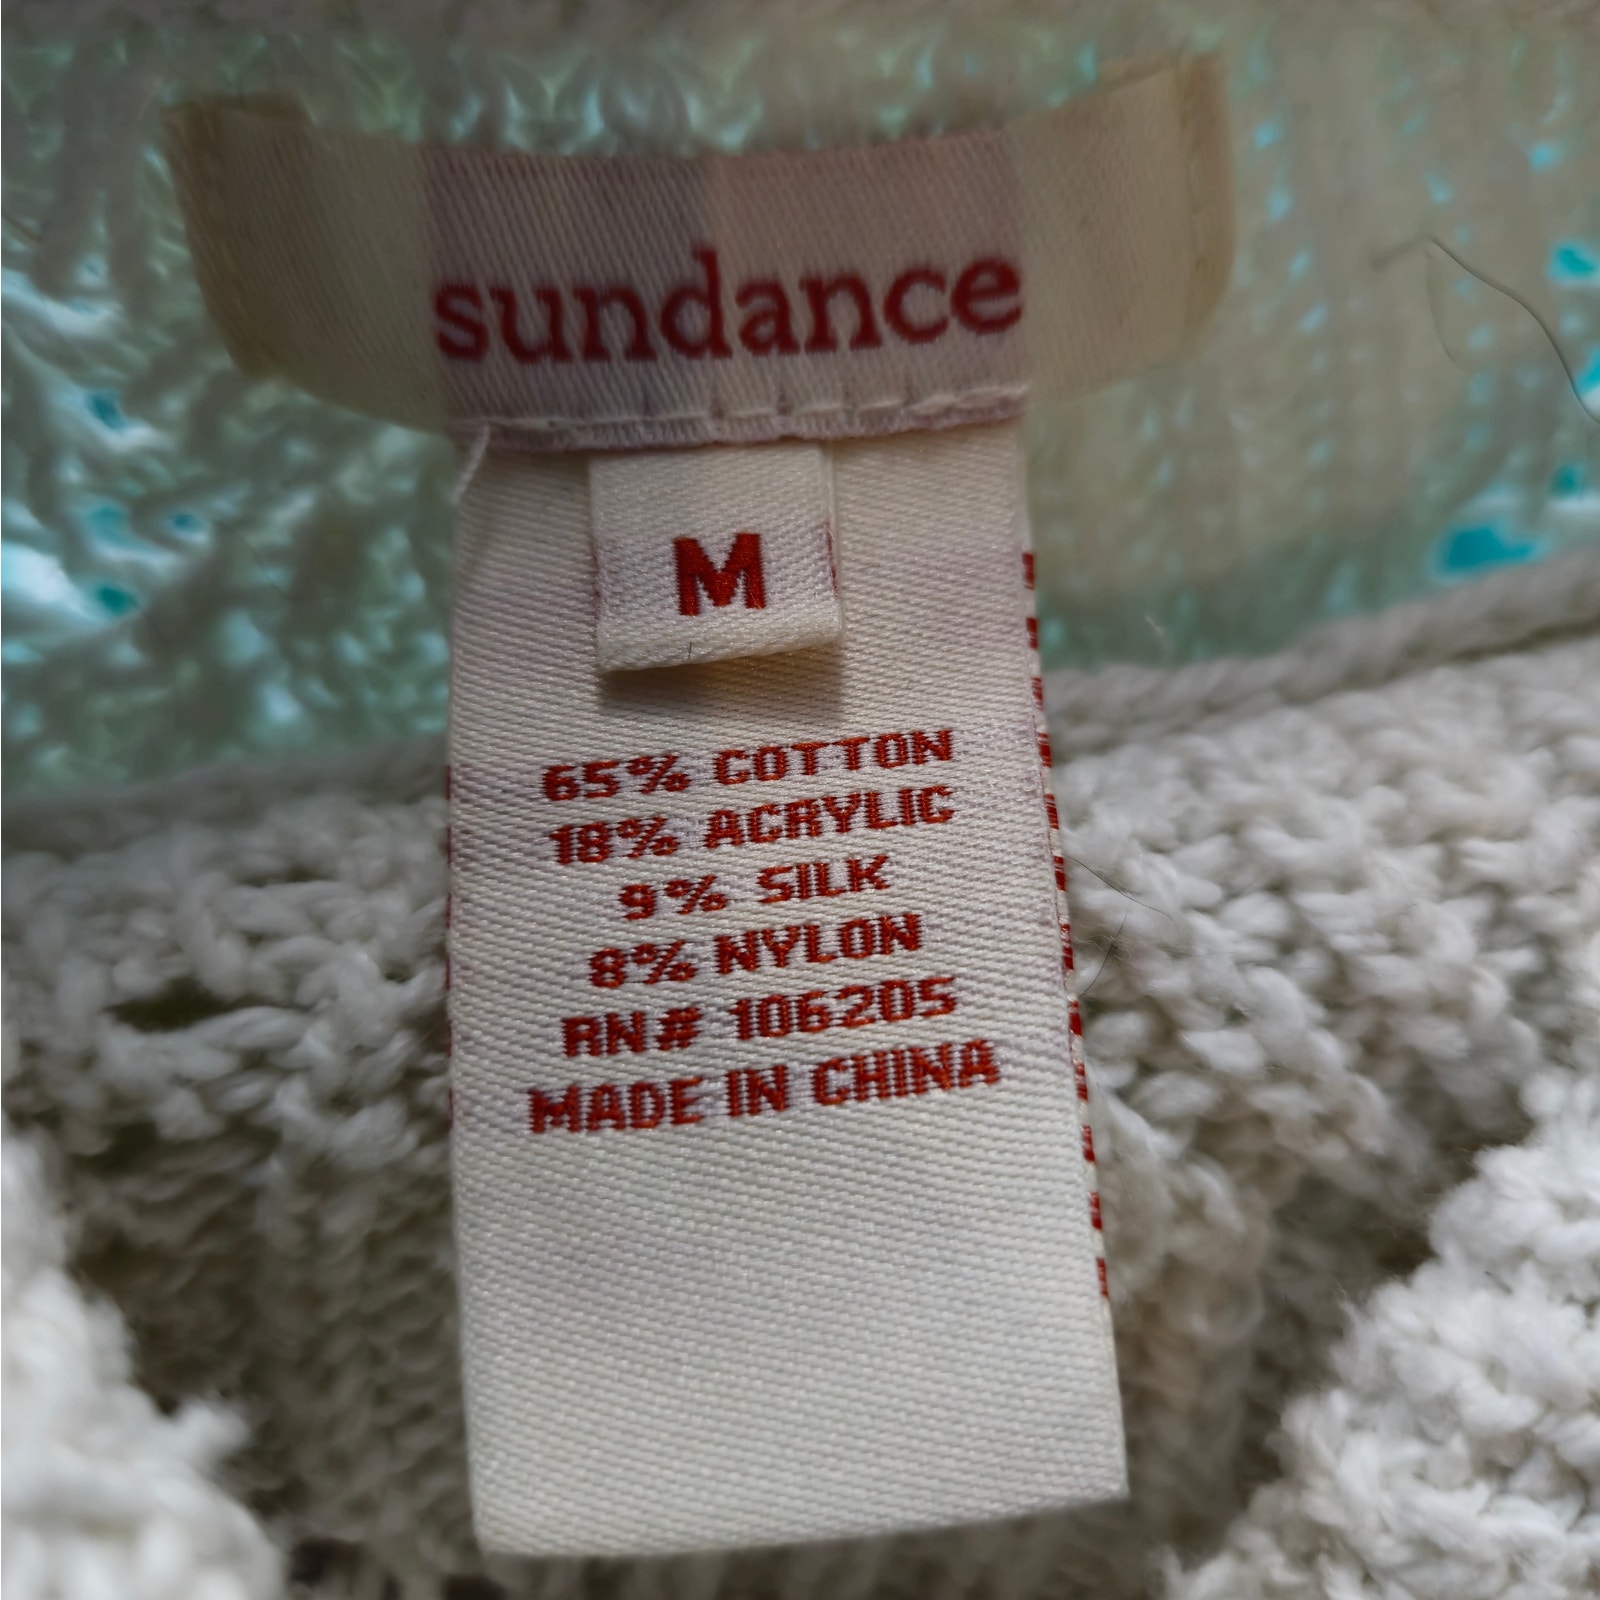 sundance
M
65% COTTON
18% ACRYLIC
9% SILK
8% NYLON
RN# 106205
MADE IN CHINA